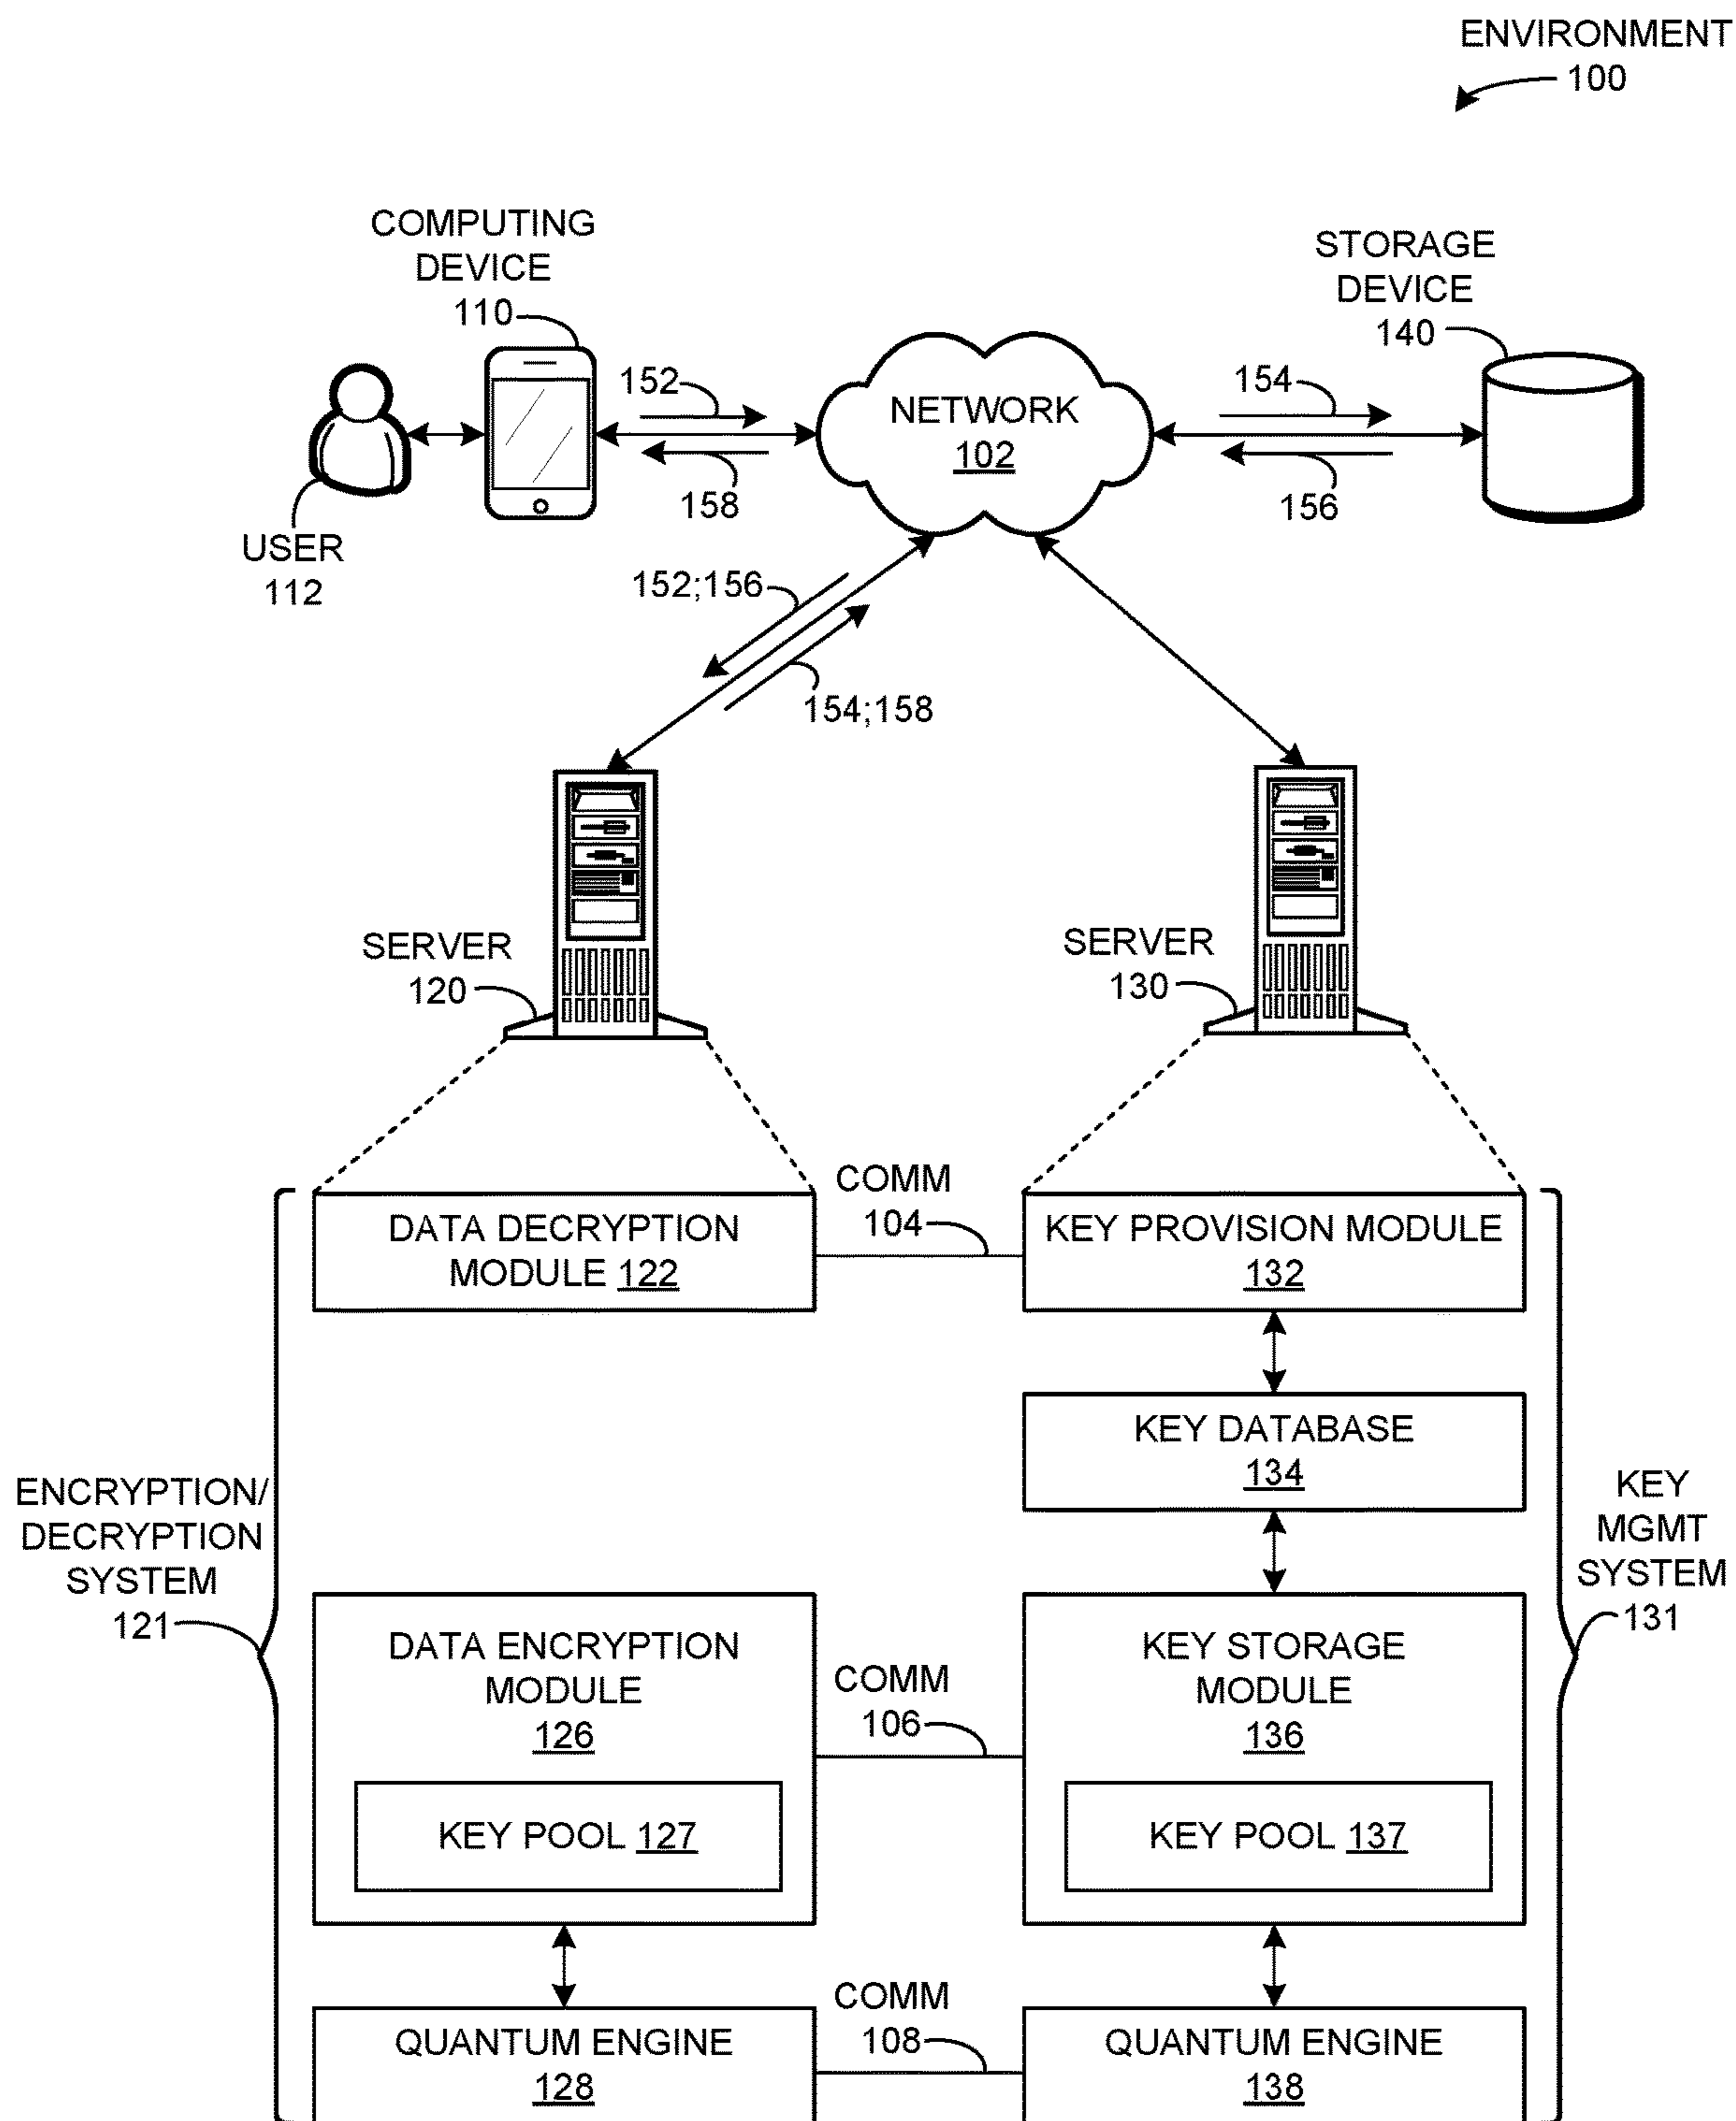 ENVIRONMENT
100
COMPUTING
DEVICE
110
STORAGE
DEVICE
140
152
NETWORK
102
154
158
156
USER
112
152;156
154;158
SERVER
120
SERVER
130
COMM
104
DATA DECRYPTION
MODULE 122
KEY PROVISION MODULE
132
KEY DATABASE
134
ENCRYPTION/
DECRYPTION
SYSTEM
121
KEY
MGMT
SYSTEM
131
DATA ENCRYPTION
MODULE
126
COMM
106
KEY STORAGE
MODULE
136
KEY POOL 127
KEY POOL 137
COMM
108
QUANTUM ENGINE
128
QUANTUM ENGINE
138